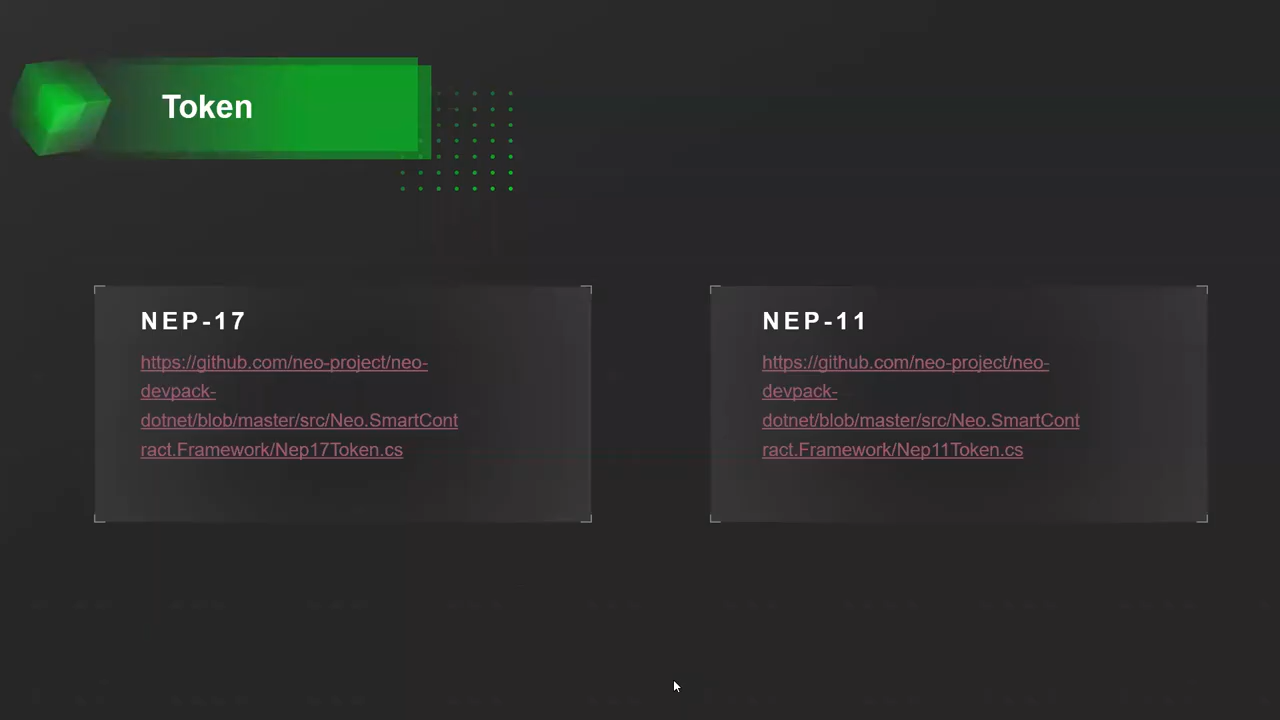 Token
NEP-17
https://github.com/neo-project/neo-
devpack-
dotnet/blob/master/src/Neo.SmartCont
ract.Framework/Nep17Token.cs
NEP-11
https://github.com/neo-project/neo-
devpack-
dotnet/blob/master/src/Neo.SmartCont
ract.Framework/Nep11Token.cs